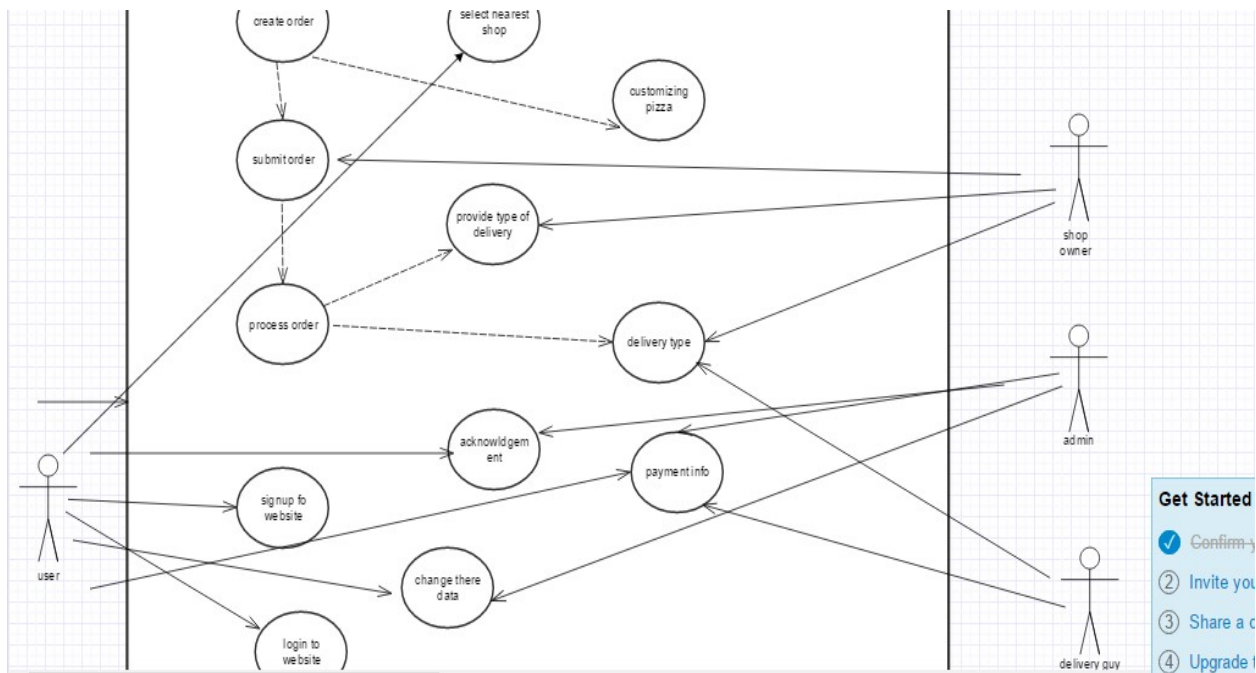 create order
select nearest
shop
customizing
pizza
submit order
provide type of
delivery
shop
owner
process order
delivery type
admin
acknowldgem
ent
payment info
signup fo
website
user
change there
data
login to
website
delivery guy
Get Started
Confirm y
2 Invite you
3 Share a d
4 Upgrade t